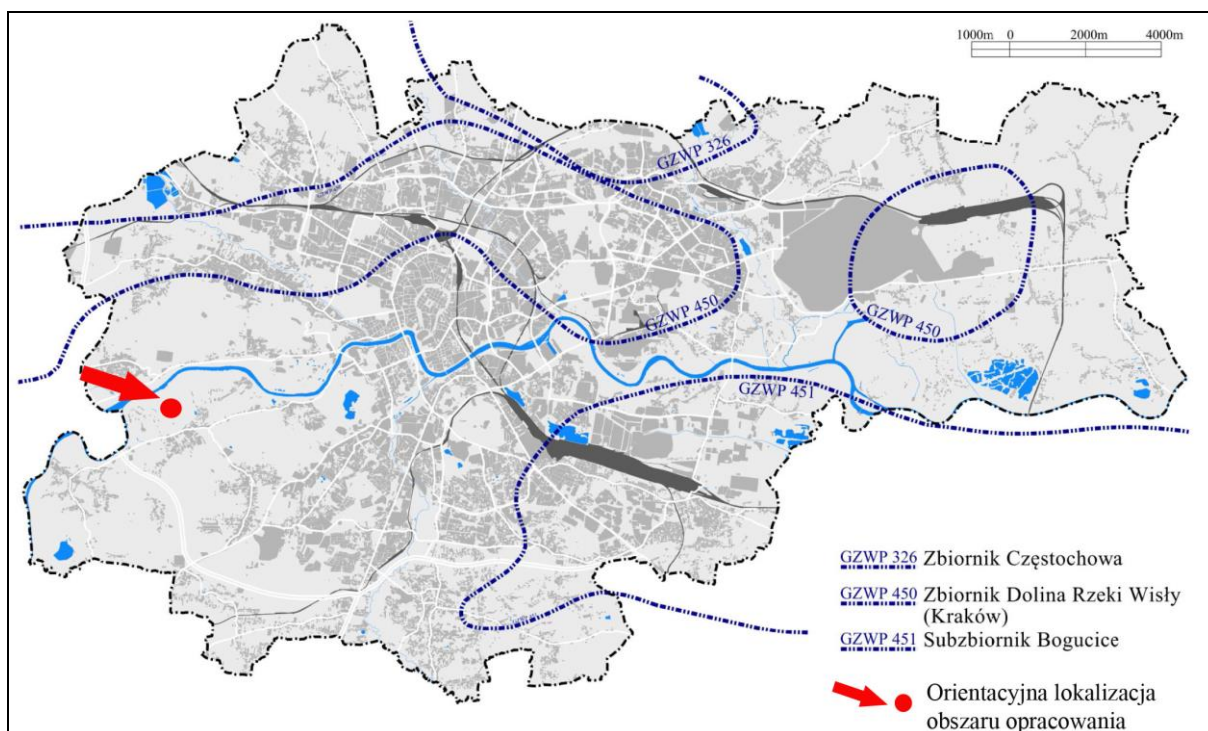 1000m 0 2000m 4000m
GZWP 326
GZWP 450
GZWP 450
GZWP 451
GZWP 326 Zbiornik Częstochowa
GZWP 450 Zbiornik Dolina Rzeki Wisły
(Kraków)
GZWP 451 Subzbiornik Bogucice
Orientacyjna lokalizacja
obszaru opracowania